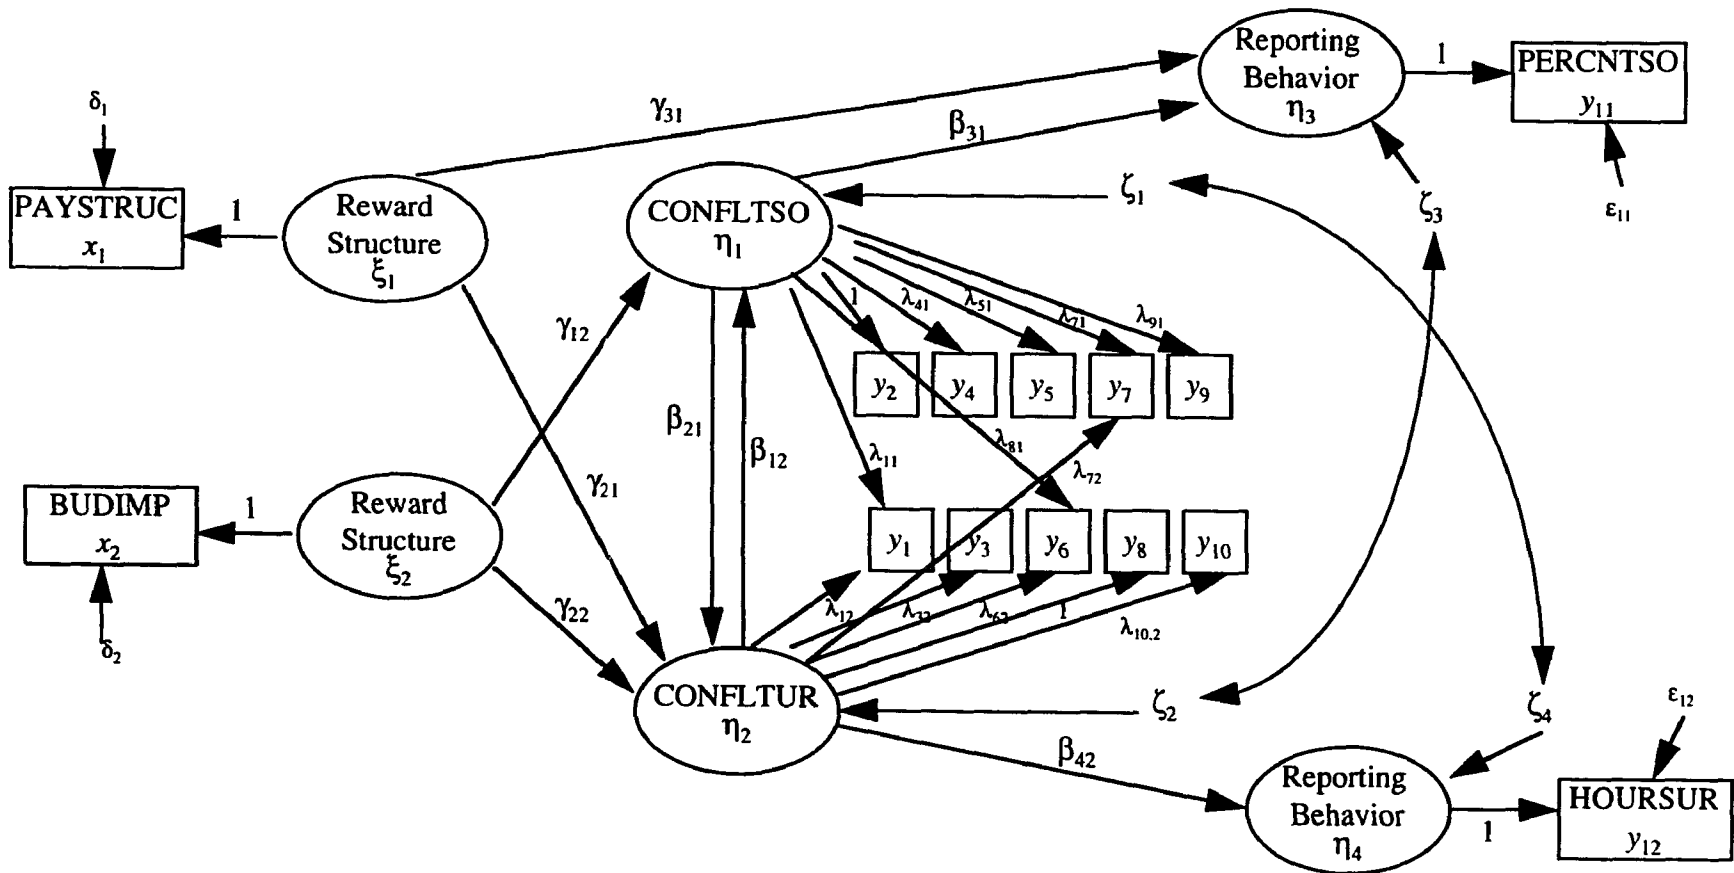 Reporting
Behavior
η₃
1
PERCNTSO
y₁₁
ε₁₁
δ₁
PAYSTRUC
x₁
1
Reward
Structure
ξ₁
γ₃₁
β₃₁
CONFLTSO
η₁
ζ₁
ζ₃
γ₁₂
1
λ₄₁
λ₅₁
λ₇₁
λ₉₁
y₂
y₄
y₅
y₇
y₉
β₂₁
β₁₂
λ₁₁
λ₈₁
λ₇₂
BUDIMP
x₂
δ₂
1
Reward
Structure
ξ₂
γ₂₁
γ₂₂
y₁
y₃
y₆
y₈
y₁₀
λ₁₂
λ₃₂
λ₆₂
1
λ₁₀.₂
CONFLTUR
η₂
ζ₂
ζ₄
ε₁₂
β₄₂
Reporting
Behavior
η₄
1
HOURSUR
y₁₂